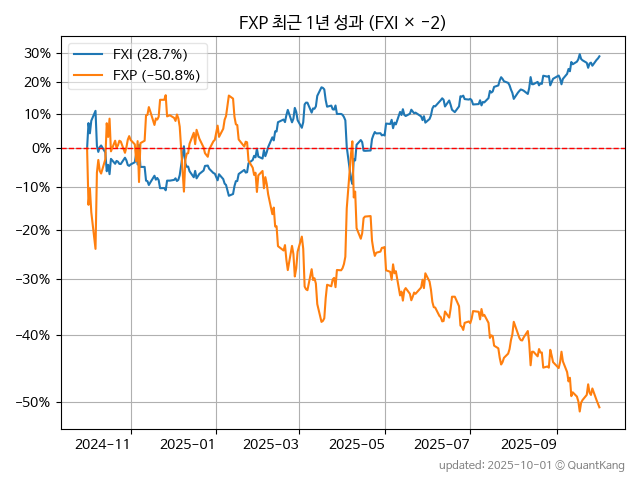 FXP 최근 1년 성과 (FXI × −2)
FXI (28.7%)
FXP (−50.8%)
30%
20%
10%
0%
−10%
−20%
−30%
−40%
−50%
2024-11 2025-01 2025-03 2025-05 2025-07 2025-09
updated: 2025-10-01 © QuantKang